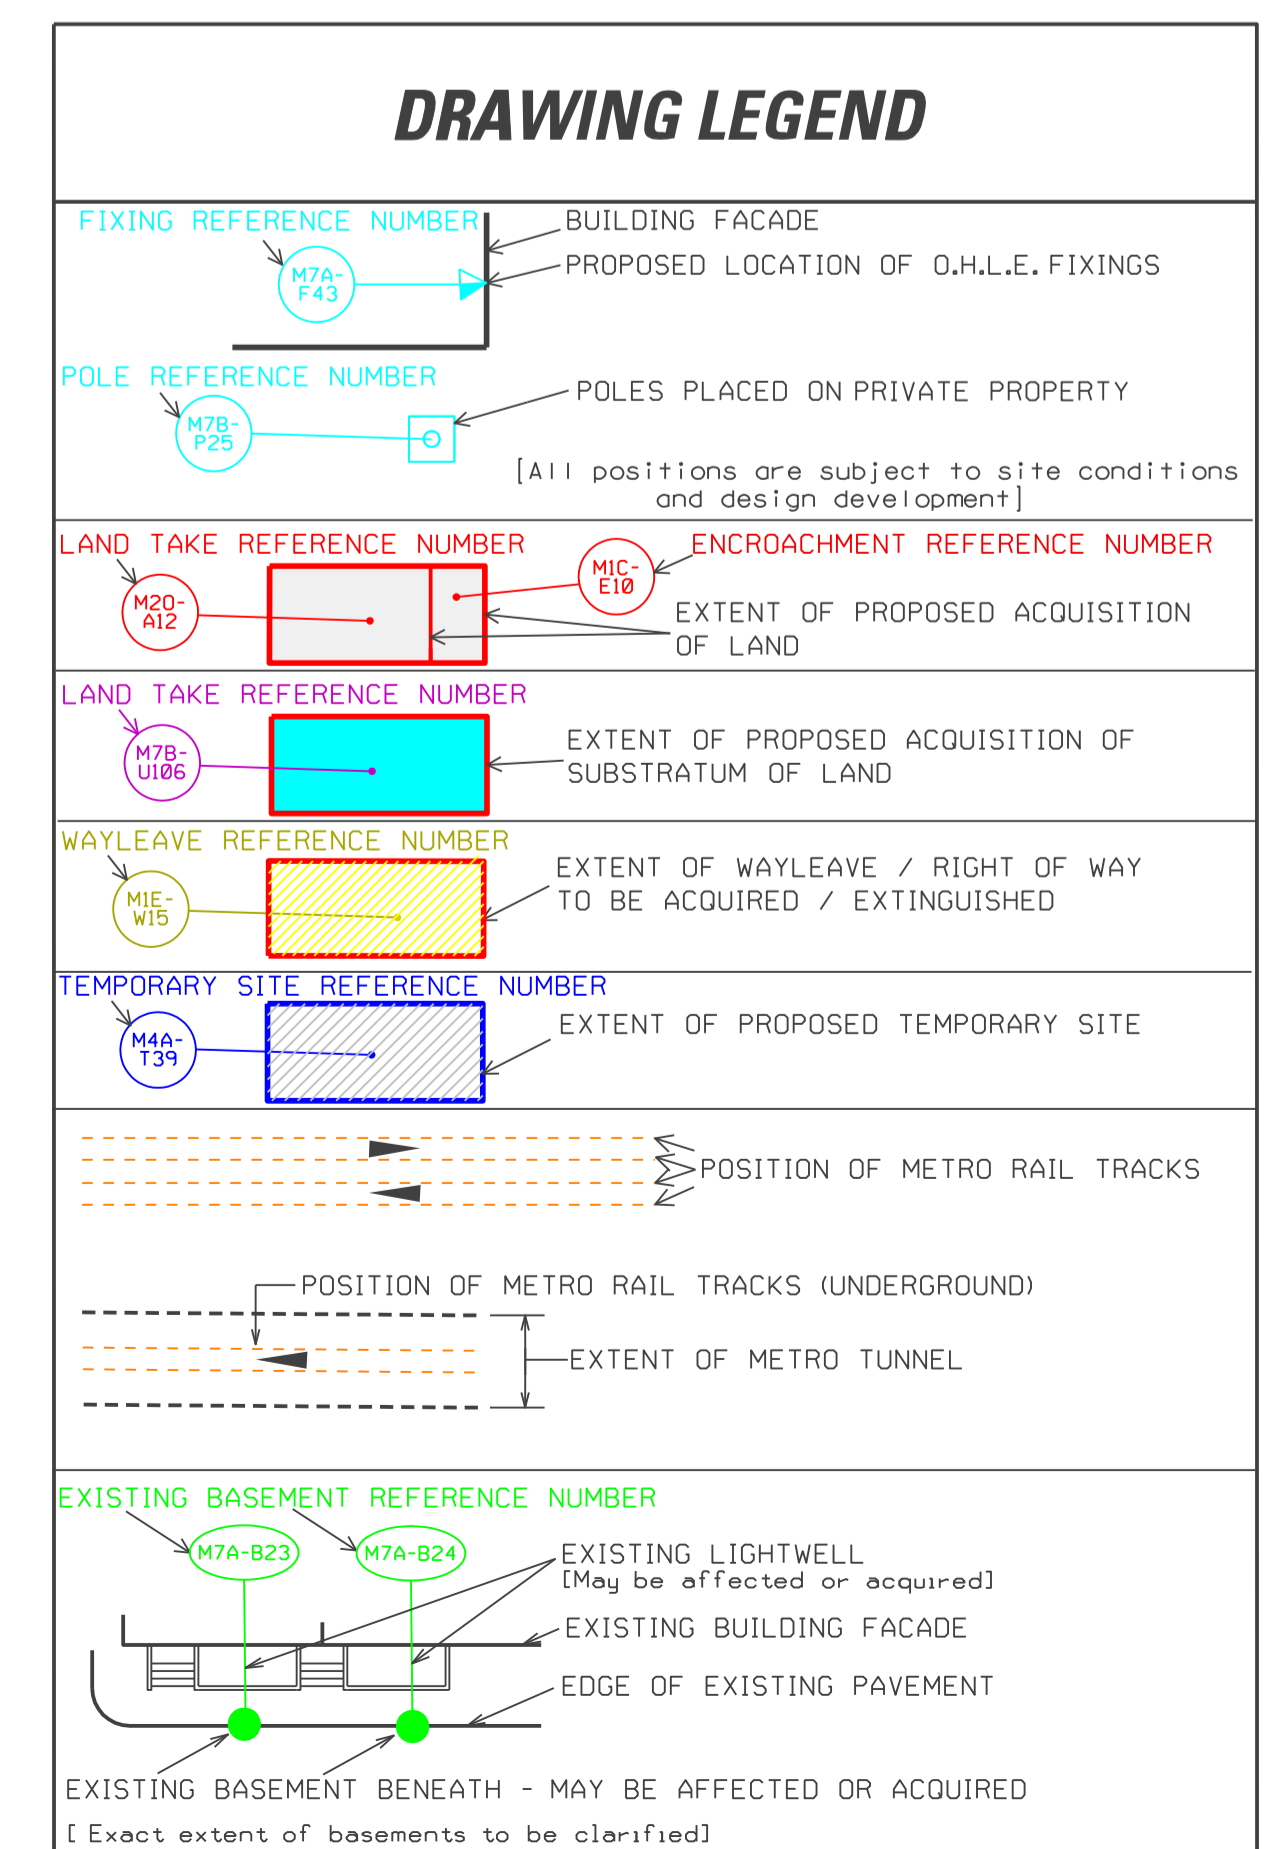 DRAWING LEGEND
FIXING REFERENCE NUMBER
BUILDING FACADE
M7A-
F43
PROPOSED LOCATION OF O.H.L.E. FIXINGS
POLE REFERENCE NUMBER
M7B-
P25
POLES PLACED ON PRIVATE PROPERTY
[All positions are subject to site conditions
and design development]
LAND TAKE REFERENCE NUMBER
M20-
A12
M1C-
E10
ENCROACHMENT REFERENCE NUMBER
EXTENT OF PROPOSED ACQUISITION
OF LAND
LAND TAKE REFERENCE NUMBER
M7B-
U106
EXTENT OF PROPOSED ACQUISITION OF
SUBSTRATUM OF LAND
WAYLEAVE REFERENCE NUMBER
M1E-
W15
EXTENT OF WAYLEAVE / RIGHT OF WAY
TO BE ACQUIRED / EXTINGUISHED
TEMPORARY SITE REFERENCE NUMBER
M4A-
T39
EXTENT OF PROPOSED TEMPORARY SITE
POSITION OF METRO RAIL TRACKS
POSITION OF METRO RAIL TRACKS (UNDERGROUND)
EXTENT OF METRO TUNNEL
EXISTING BASEMENT REFERENCE NUMBER
M7A-B23
M7A-B24
EXISTING LIGHTWELL
[May be affected or acquired]
EXISTING BUILDING FACADE
EDGE OF EXISTING PAVEMENT
EXISTING BASEMENT BENEATH - MAY BE AFFECTED OR ACQUIRED
[ Exact extent of basements to be clarified]